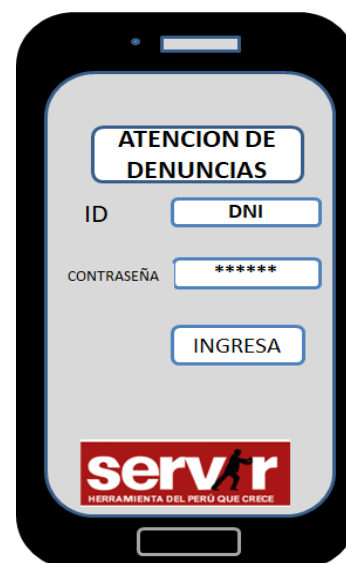 ATENCION DE
DENUNCIAS
ID
DNI
CONTRASEÑA
******
INGRESA
servir
HERRAMIENTA DEL PERÚ QUE CRECE